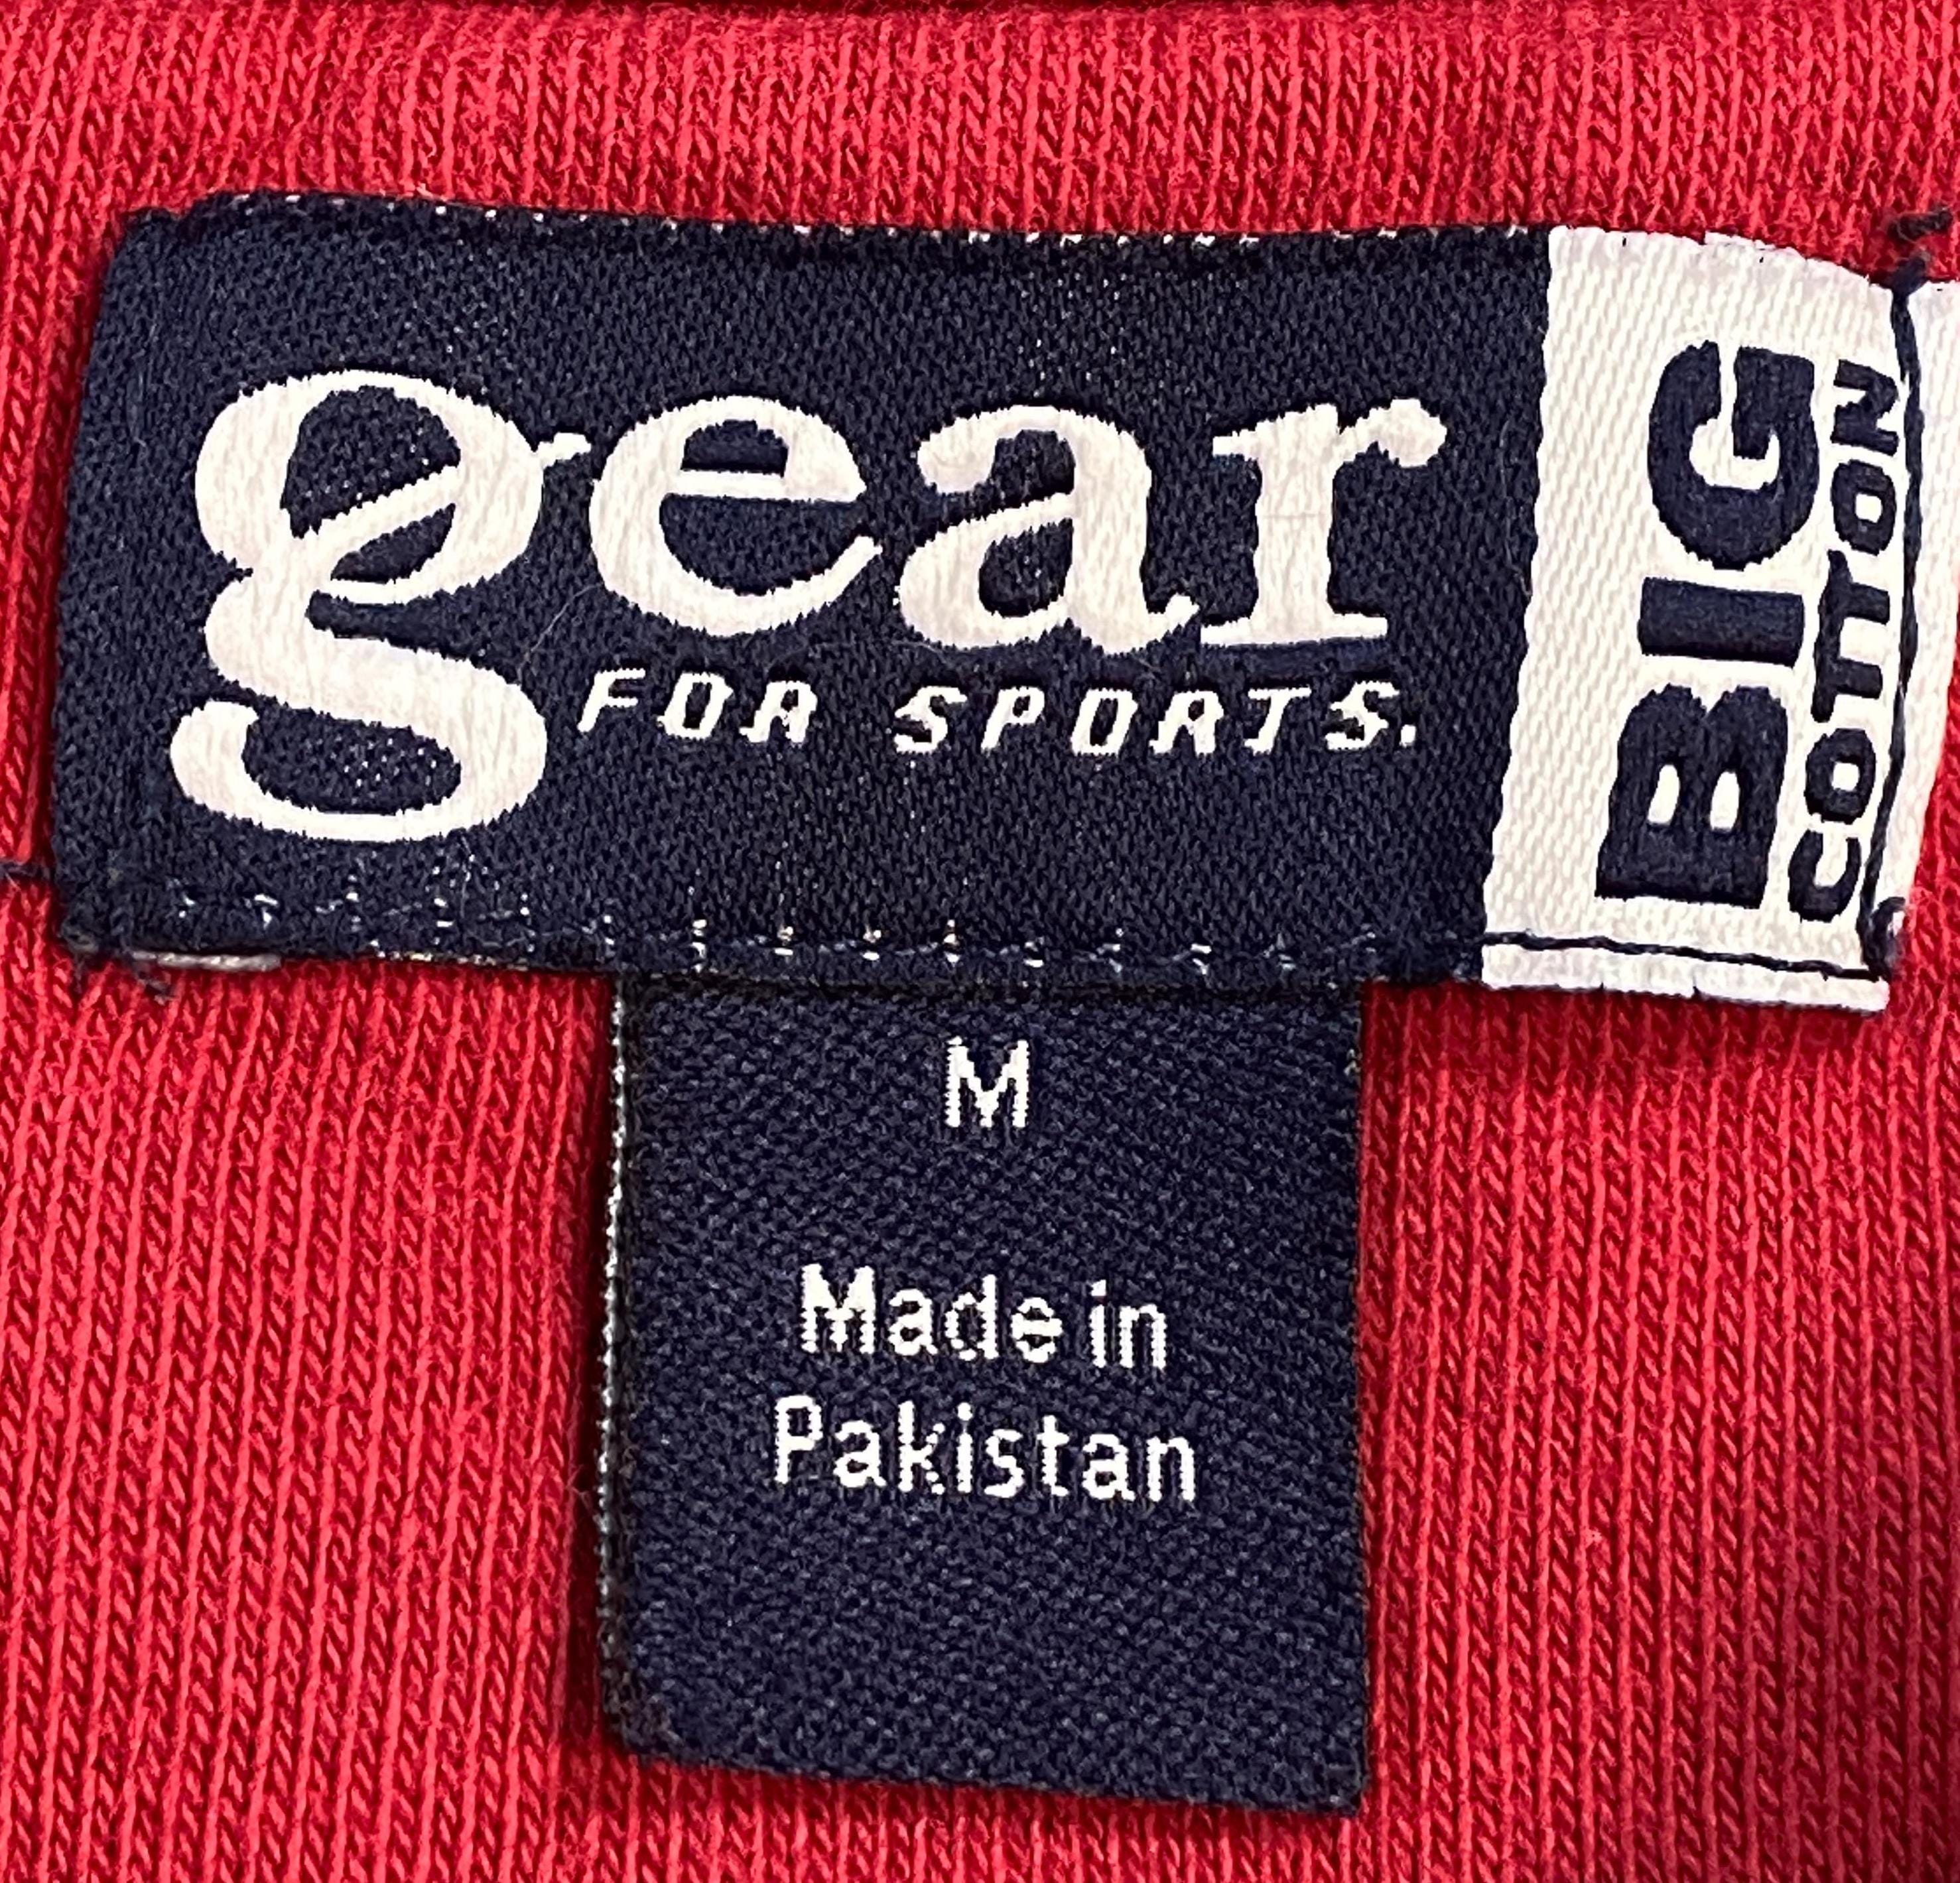 gear
FOR SPORTS.
BIG
COTTON
M
Made in
Pakistan